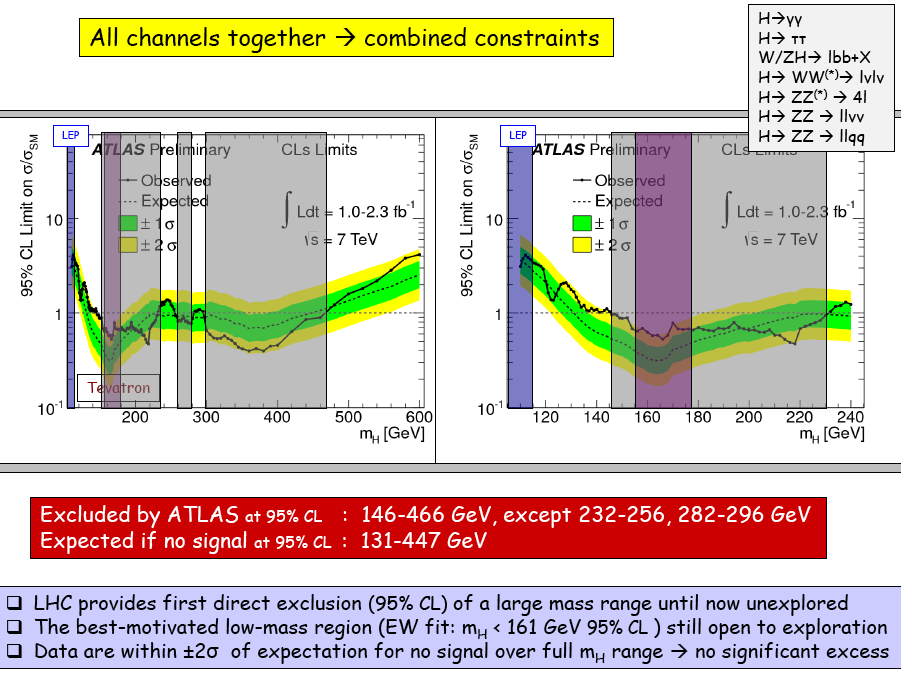 All channels together → combined constraints
H→γγ
H→ ττ
W/ZH→ lbb+X
H→ WW(*)→ lνlν
H→ ZZ(*) → 4l
H→ ZZ → llνν
H→ ZZ → llqq
LEP
95% CL Limit on σ/σSM
ATLAS Preliminary
CLs Limits
Observed
Expected
± 1σ
± 2σ
∫ Ldt = 1.0-2.3 fb-1
√s = 7 TeV
10
1
10-1
Tevatron
200 300 400 500 600
mH [GeV]
LEP
95% CL Limit on σ/σSM
ATLAS Preliminary
CLs Limits
Observed
Expected
± 1σ
± 2σ
∫ Ldt = 1.0-2.3 fb-1
√s = 7 TeV
10
1
10-1
120 140 160 180 200 220 240
mH [GeV]
Excluded by ATLAS at 95% CL : 146-466 GeV, except 232-256, 282-296 GeV
Expected if no signal at 95% CL : 131-447 GeV
❑ LHC provides first direct exclusion (95% CL) of a large mass range until now unexplored
❑ The best-motivated low-mass region (EW fit: mH < 161 GeV 95% CL ) still open to exploration
❑ Data are within ±2σ of expectation for no signal over full mH range → no significant excess